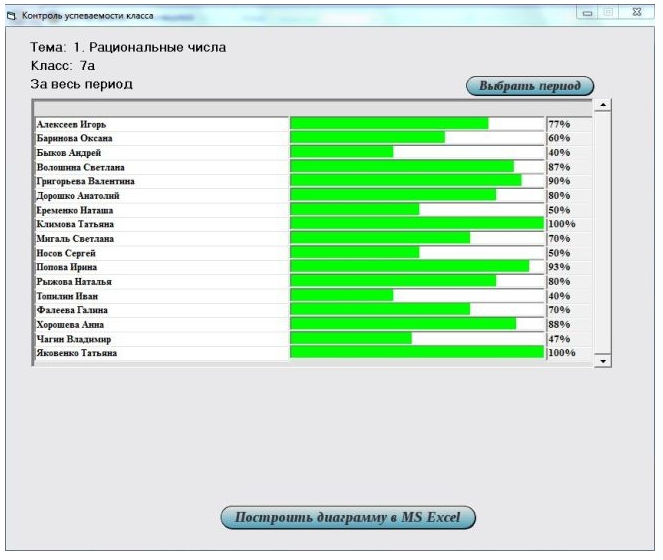 Контроль успеваемости класса
Тема: 1. Рациональные числа
Класс: 7а
За весь период
Выбрать период
Алексеев Игорь 77%
Баринова Оксана 60%
Быков Андрей 40%
Волошина Светлана 87%
Григорьева Валентина 90%
Дорошко Анатолий 80%
Еременко Наташа 50%
Климова Татьяна 100%
Мигаль Светлана 70%
Носов Сергей 50%
Попова Ирина 93%
Рыжова Наталья 80%
Топилин Иван 40%
Фалеева Галина 70%
Хорошева Анна 88%
Чагин Владимир 47%
Яковенко Татьяна 100%
Построить диаграмму в MS Excel